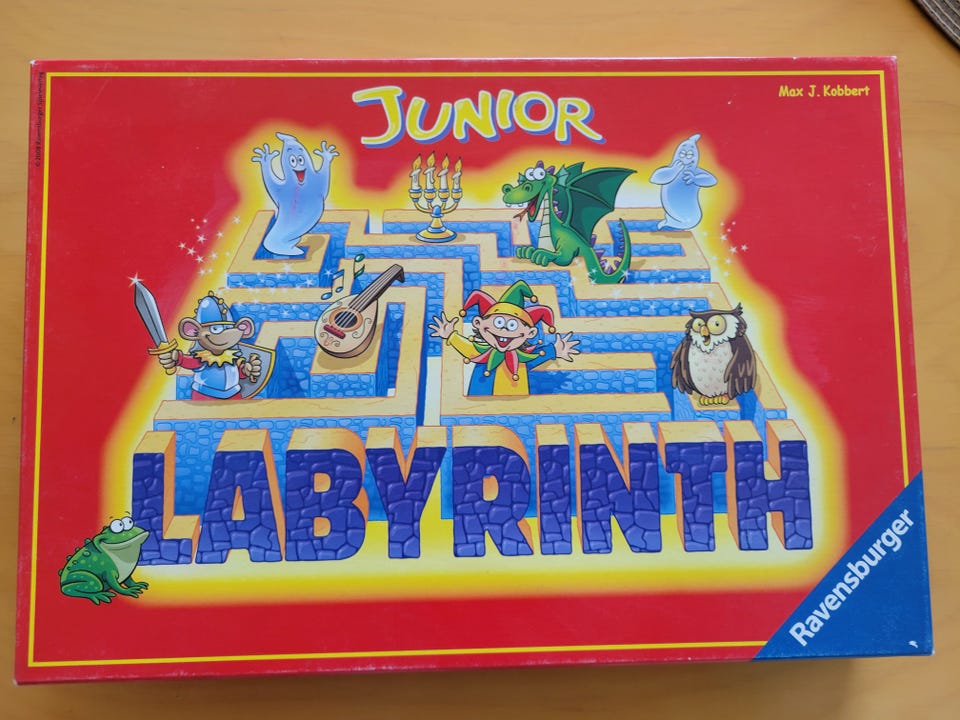 JUNIOR
Max J. Kobbert
LABYRINTH
Ravensburger